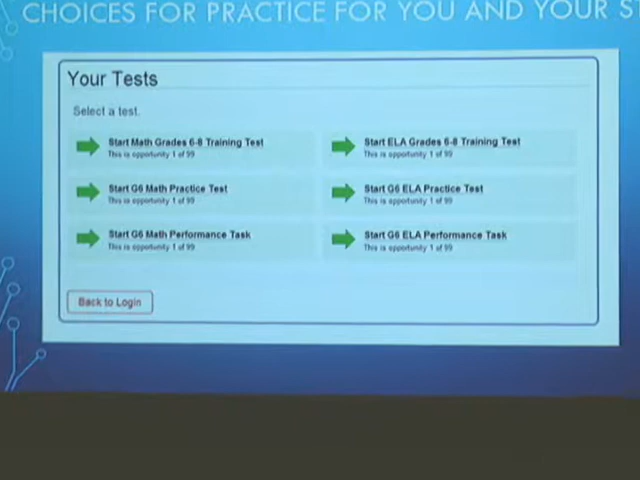 CHOICES FOR PRACTICE FOR YOU AND YOUR
Your Tests
Select a test.
Start Math Grades 6-8 Training Test
This is opportunity 1 of 99
Start ELA Grades 6-8 Training Test
This is opportunity 1 of 99
Start G6 Math Practice Test
This is opportunity 1 of 99
Start G6 ELA Practice Test
This is opportunity 1 of 99
Start G6 Math Performance Task
This is opportunity 1 of 99
Start G6 ELA Performance Task
This is opportunity 1 of 99
Back to Login